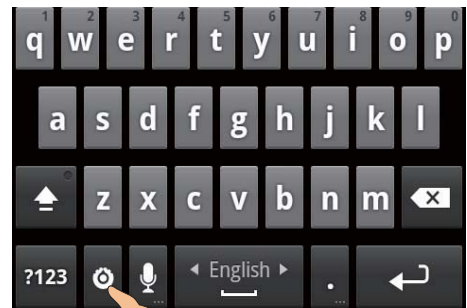 1 2 3 4 5 6 7 8 9 0
q w e r t y u i o p
a s d f g h j k l
z x c v b n m
?123 English . ...